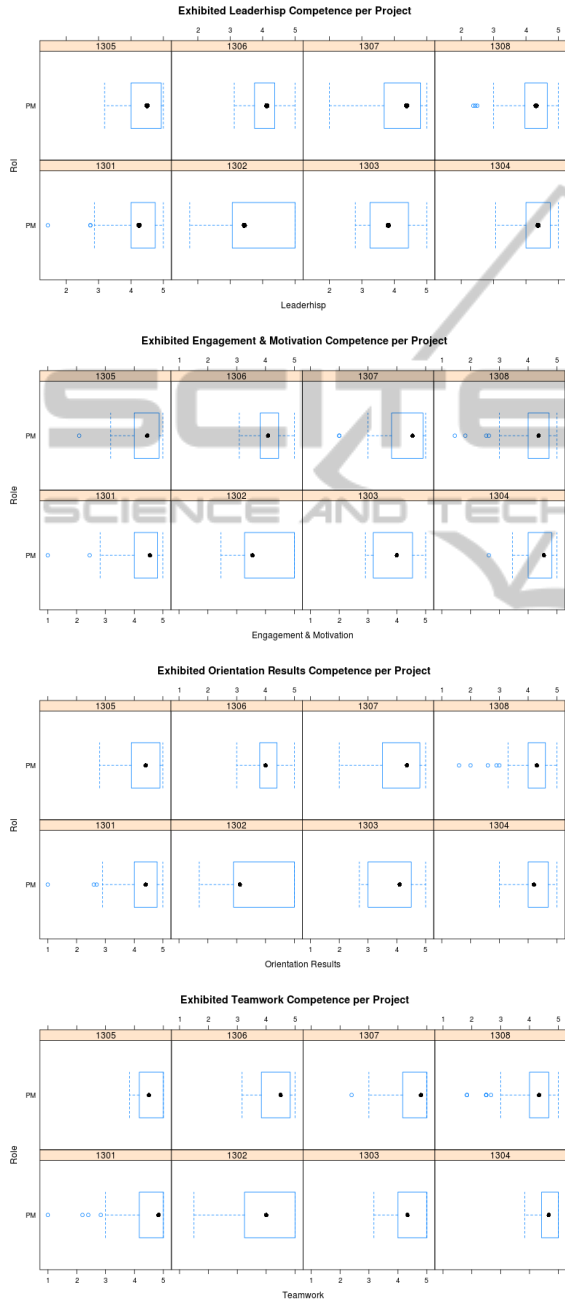 Exhibited Leaderhisp Competence per Project
2 3 4 5 2 3 4 5
1305 1306 1307 1308
PM
Rol
1301 1302 1303 1304
PM
2 3 4 5 2 3 4 5
Leaderhisp
Exhibited Engagement & Motivation Competence per Project
1 2 3 4 5 1 2 3 4 5
1305 1306 1307 1308
PM
Role
1301 1302 1303 1304
PM
1 2 3 4 5 1 2 3 4 5
Engagement & Motivation
Exhibited Orientation Results Competence per Project
1 2 3 4 5 1 2 3 4 5
1305 1306 1307 1308
PM
Rol
1301 1302 1303 1304
PM
1 2 3 4 5 1 2 3 4 5
Orientation Results
Exhibited Teamwork Competence per Project
1 2 3 4 5 1 2 3 4 5
1305 1306 1307 1308
PM
Role
1301 1302 1303 1304
PM
1 2 3 4 5 1 2 3 4 5
Teamwork
SCITE
SCIENCE AND TECH